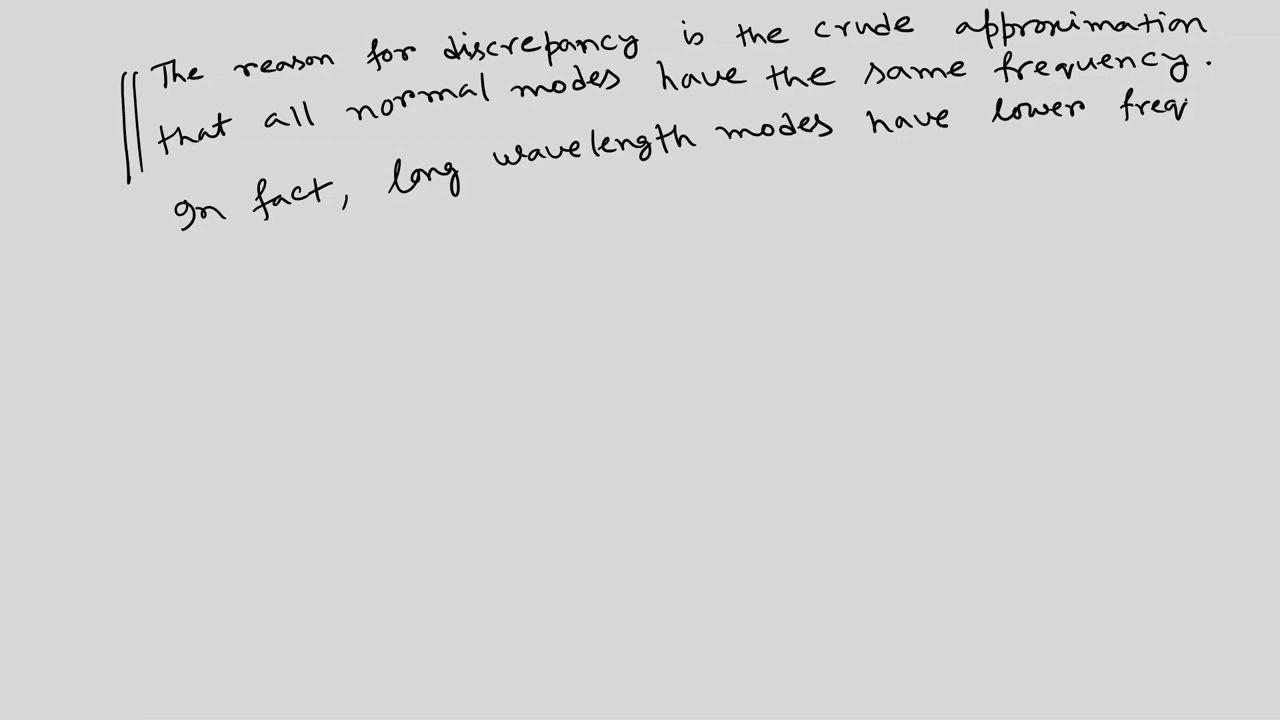 The reason for discrepancy is the crude approximation
that all normal modes have the same frequency.
In fact, long wavelength modes have lower freq